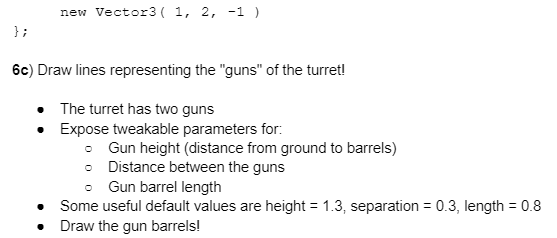 new Vector3( 1, 2, -1 )
};
6c) Draw lines representing the "guns" of the turret!
● The turret has two guns
● Expose tweakable parameters for:
○ Gun height (distance from ground to barrels)
○ Distance between the guns
○ Gun barrel length
● Some useful default values are height = 1.3, separation = 0.3, length = 0.8
● Draw the gun barrels!